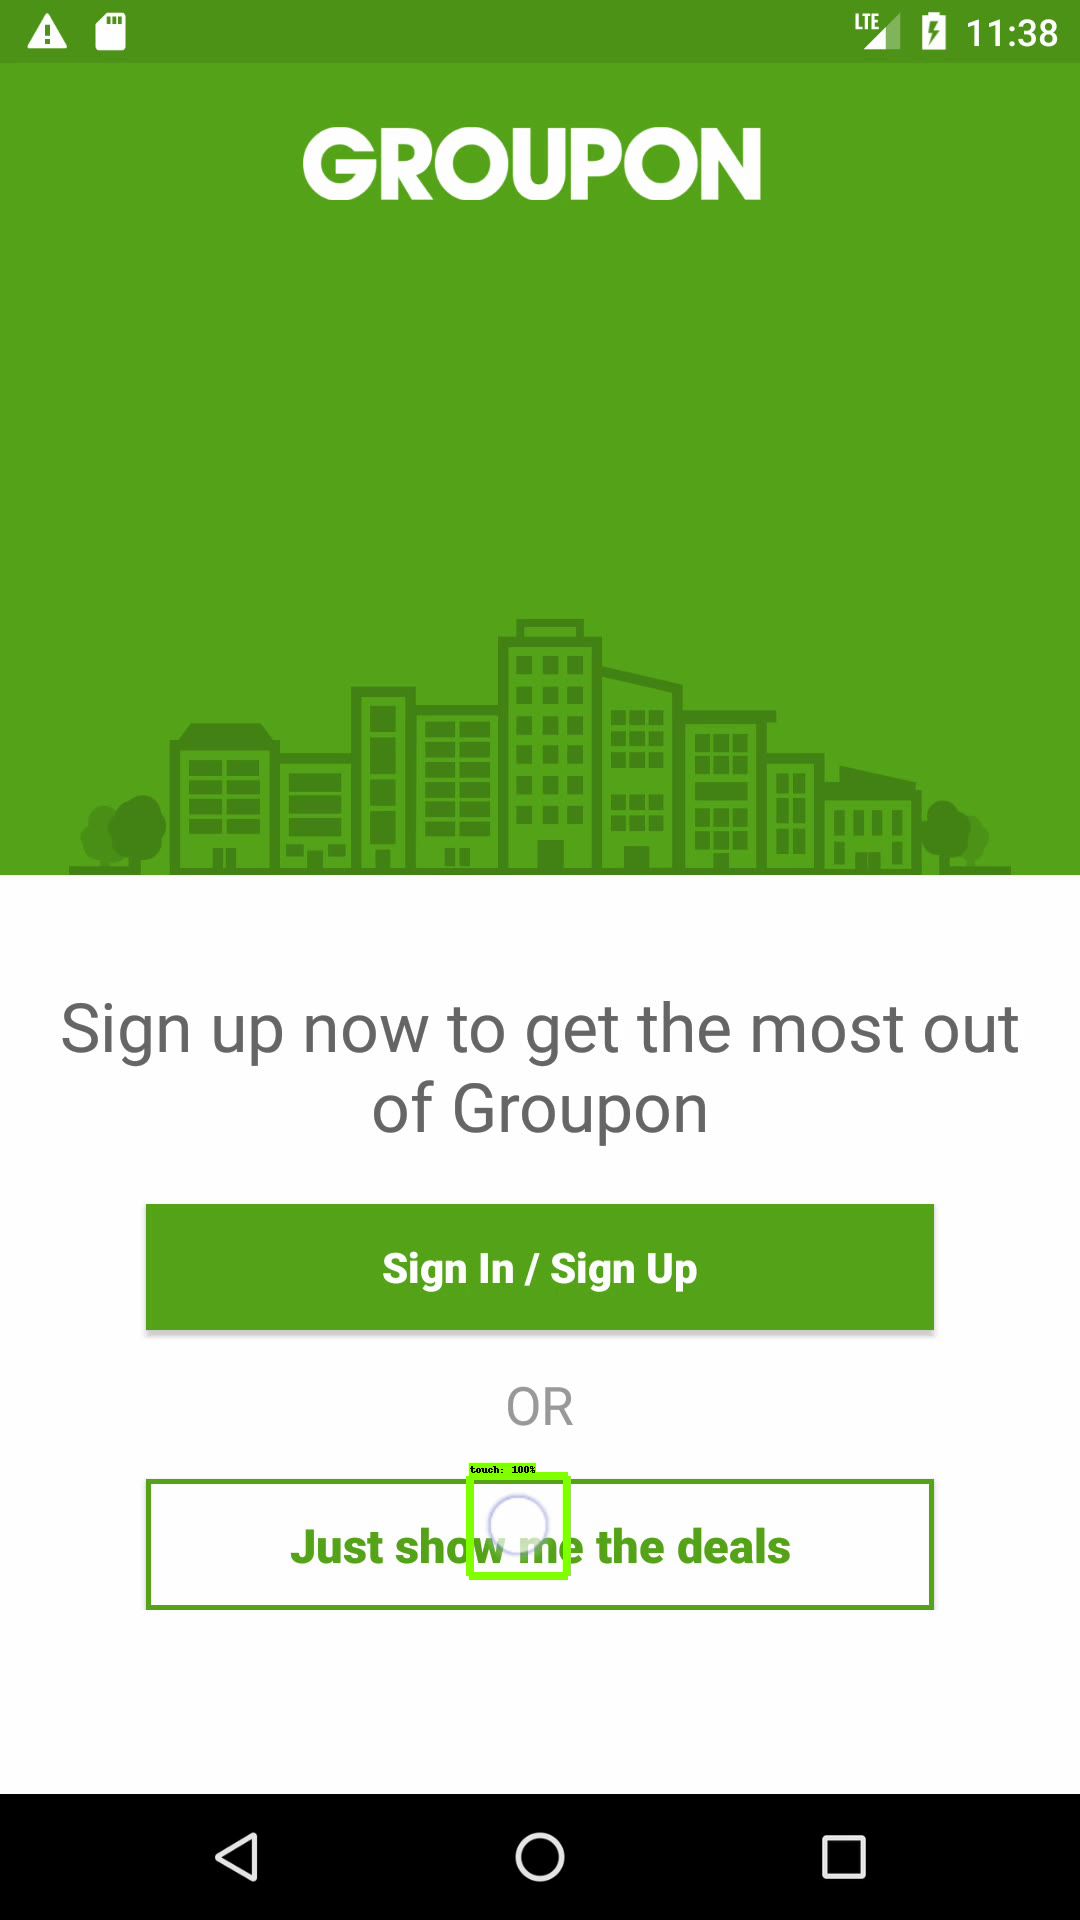 LTE 11:38
GROUPON
Sign up now to get the most out
of Groupon
Sign In / Sign Up
OR
touch: 100%
Just show me the deals